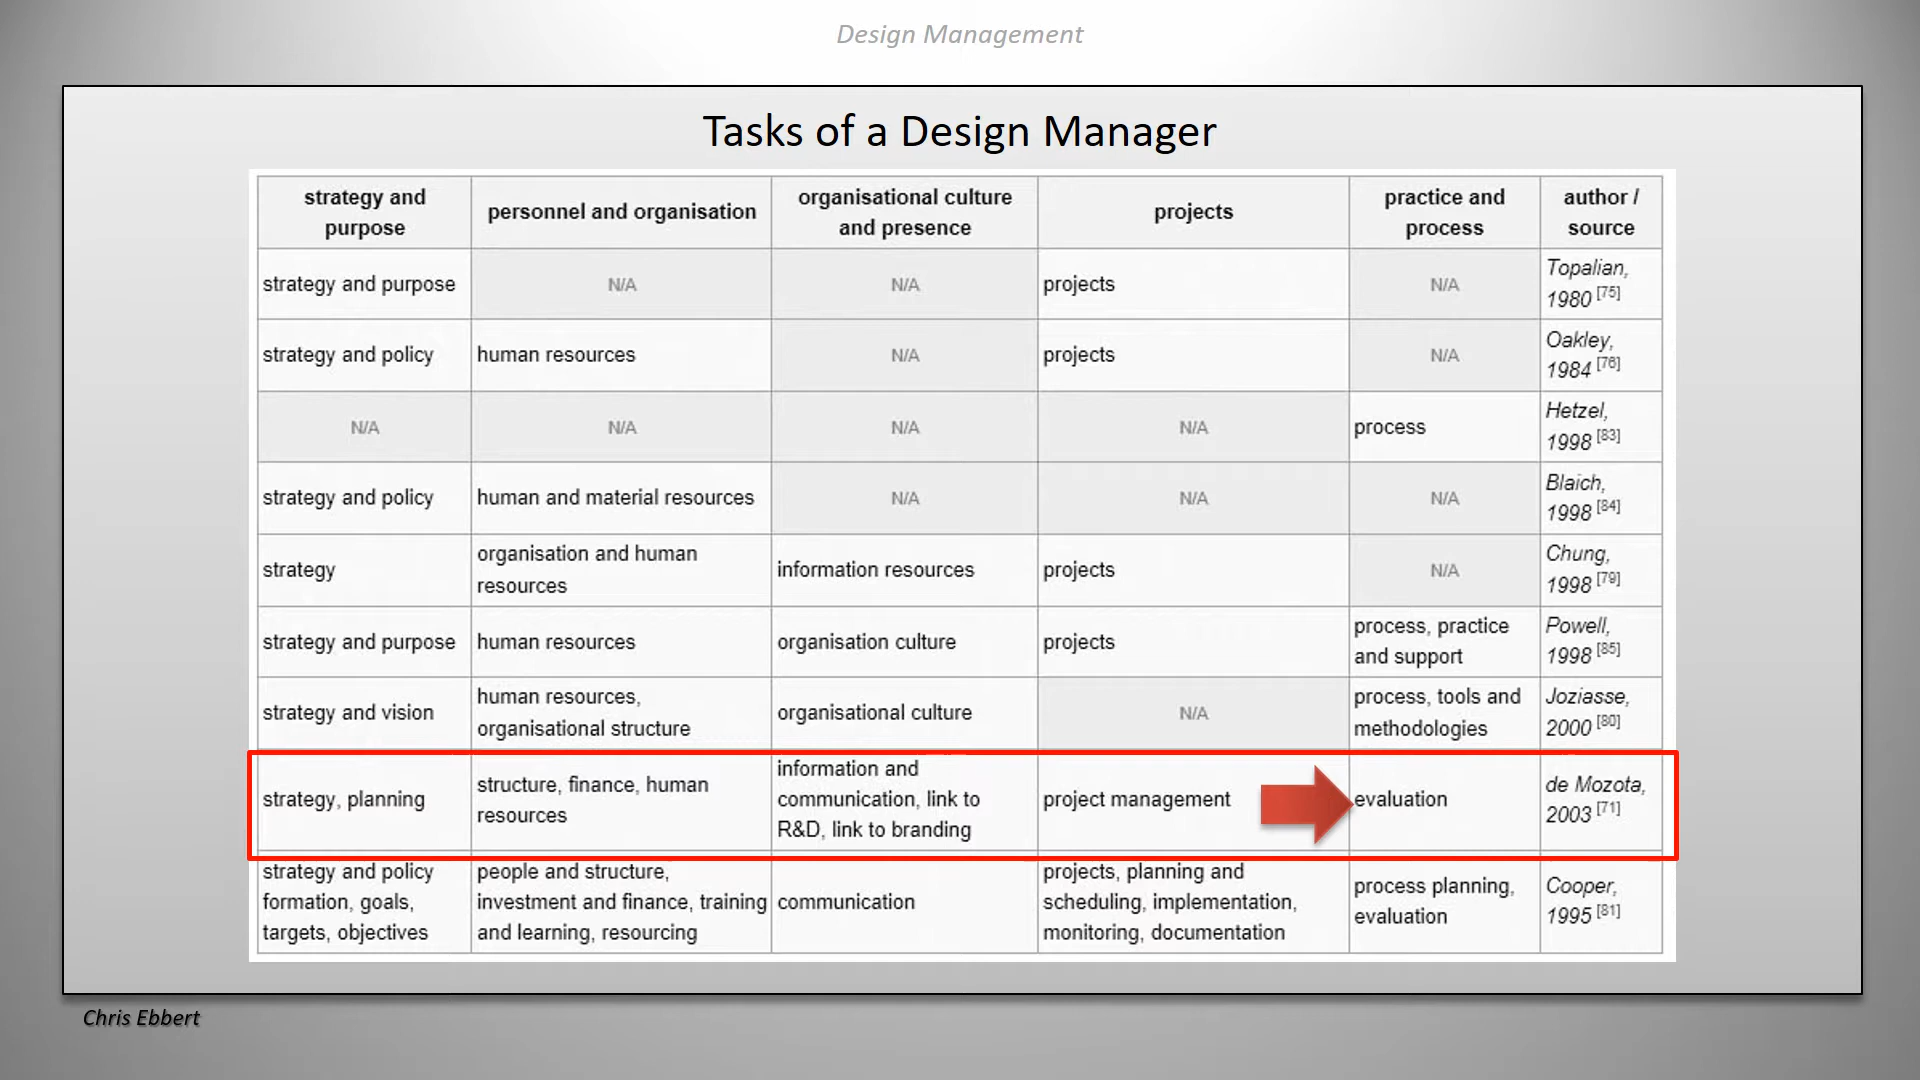 Design Management
Tasks of a Design Manager
strategy and
purpose
personnel and organisation
organisational culture
and presence
projects
practice and
process
author /
source
strategy and purpose
N/A
N/A
projects
N/A
Topalian,
1980 [75]
strategy and policy
human resources
N/A
projects
N/A
Oakley,
1984 [76]
N/A
N/A
N/A
N/A
process
Hetzel,
1998 [83]
strategy and policy
human and material resources
N/A
N/A
N/A
Blaich,
1998 [84]
strategy
organisation and human
resources
information resources
projects
N/A
Chung,
1998 [79]
strategy and purpose
human resources
organisation culture
projects
process, practice
and support
Powell,
1998 [85]
strategy and vision
human resources,
organisational structure
organisational culture
N/A
process, tools and
methodologies
Joziasse,
2000 [80]
strategy, planning
structure, finance, human
resources
information and
communication, link to
R&D, link to branding
project management
evaluation
de Mozota,
2003 [71]
strategy and policy
formation, goals,
targets, objectives
people and structure,
investment and finance, training
and learning, resourcing
communication
projects, planning and
scheduling, implementation,
monitoring, documentation
process planning,
evaluation
Cooper,
1995 [81]
Chris Ebbert